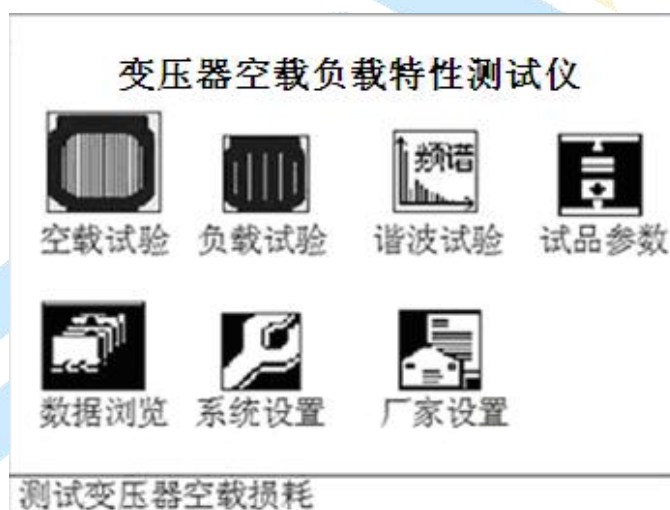 变压器空载负载特性测试仪
频谱
空载试验 负载试验 谐波试验 试品参数
数据浏览 系统设置 厂家设置
测试变压器空载损耗